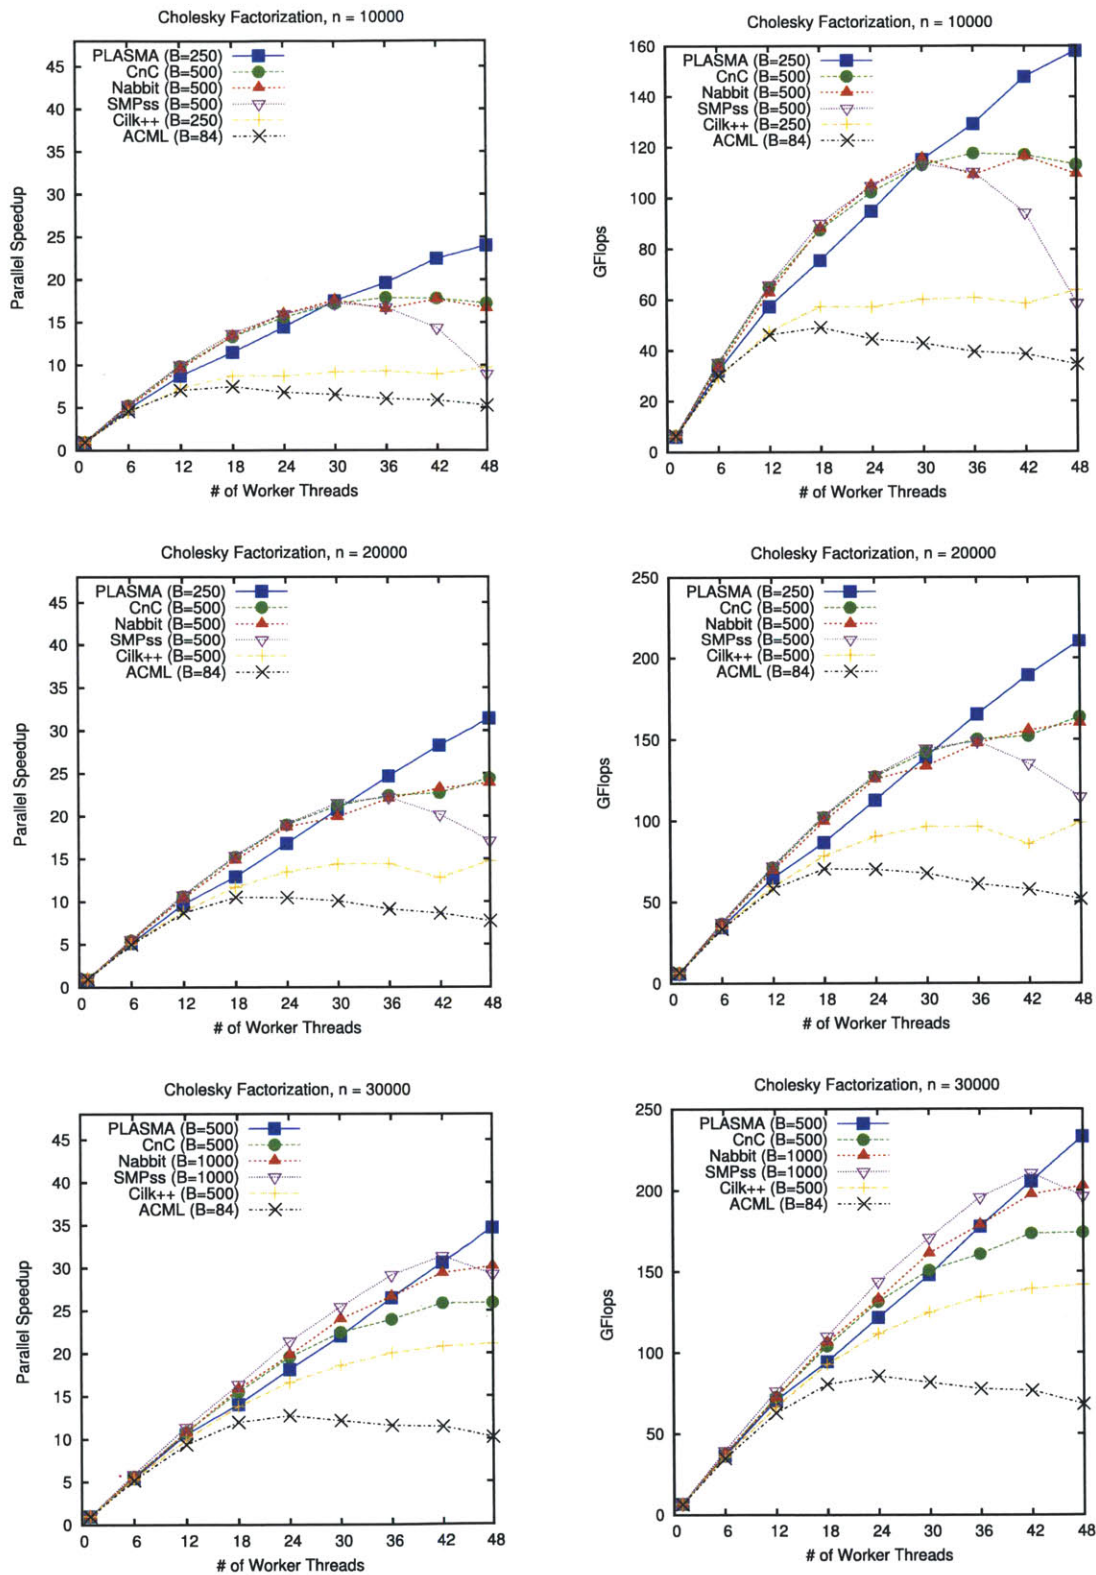 Cholesky Factorization, n = 10000
PLASMA (B=250)
CnC (B=500)
Nabbit (B=500)
SMPss (B=500)
Cilk++ (B=250)
ACML (B=84)
Parallel Speedup
45
40
35
30
25
20
15
10
5
0
0 6 12 18 24 30 36 42 48
# of Worker Threads
Cholesky Factorization, n = 10000
PLASMA (B=250)
CnC (B=500)
Nabbit (B=500)
SMPss (B=500)
Cilk++ (B=250)
ACML (B=84)
GFlops
160
140
120
100
80
60
40
20
0
0 6 12 18 24 30 36 42 48
# of Worker Threads
Cholesky Factorization, n = 20000
PLASMA (B=250)
CnC (B=500)
Nabbit (B=500)
SMPss (B=500)
Cilk++ (B=500)
ACML (B=84)
Parallel Speedup
45
40
35
30
25
20
15
10
5
0
0 6 12 18 24 30 36 42 48
# of Worker Threads
Cholesky Factorization, n = 20000
PLASMA (B=250)
CnC (B=500)
Nabbit (B=500)
SMPss (B=500)
Cilk++ (B=500)
ACML (B=84)
GFlops
250
200
150
100
50
0
0 6 12 18 24 30 36 42 48
# of Worker Threads
Cholesky Factorization, n = 30000
PLASMA (B=500)
CnC (B=500)
Nabbit (B=1000)
SMPss (B=1000)
Cilk++ (B=500)
ACML (B=84)
Parallel Speedup
45
40
35
30
25
20
15
10
5
0
0 6 12 18 24 30 36 42 48
# of Worker Threads
Cholesky Factorization, n = 30000
PLASMA (B=500)
CnC (B=500)
Nabbit (B=1000)
SMPss (B=1000)
Cilk++ (B=500)
ACML (B=84)
GFlops
250
200
150
100
50
0
0 6 12 18 24 30 36 42 48
# of Worker Threads